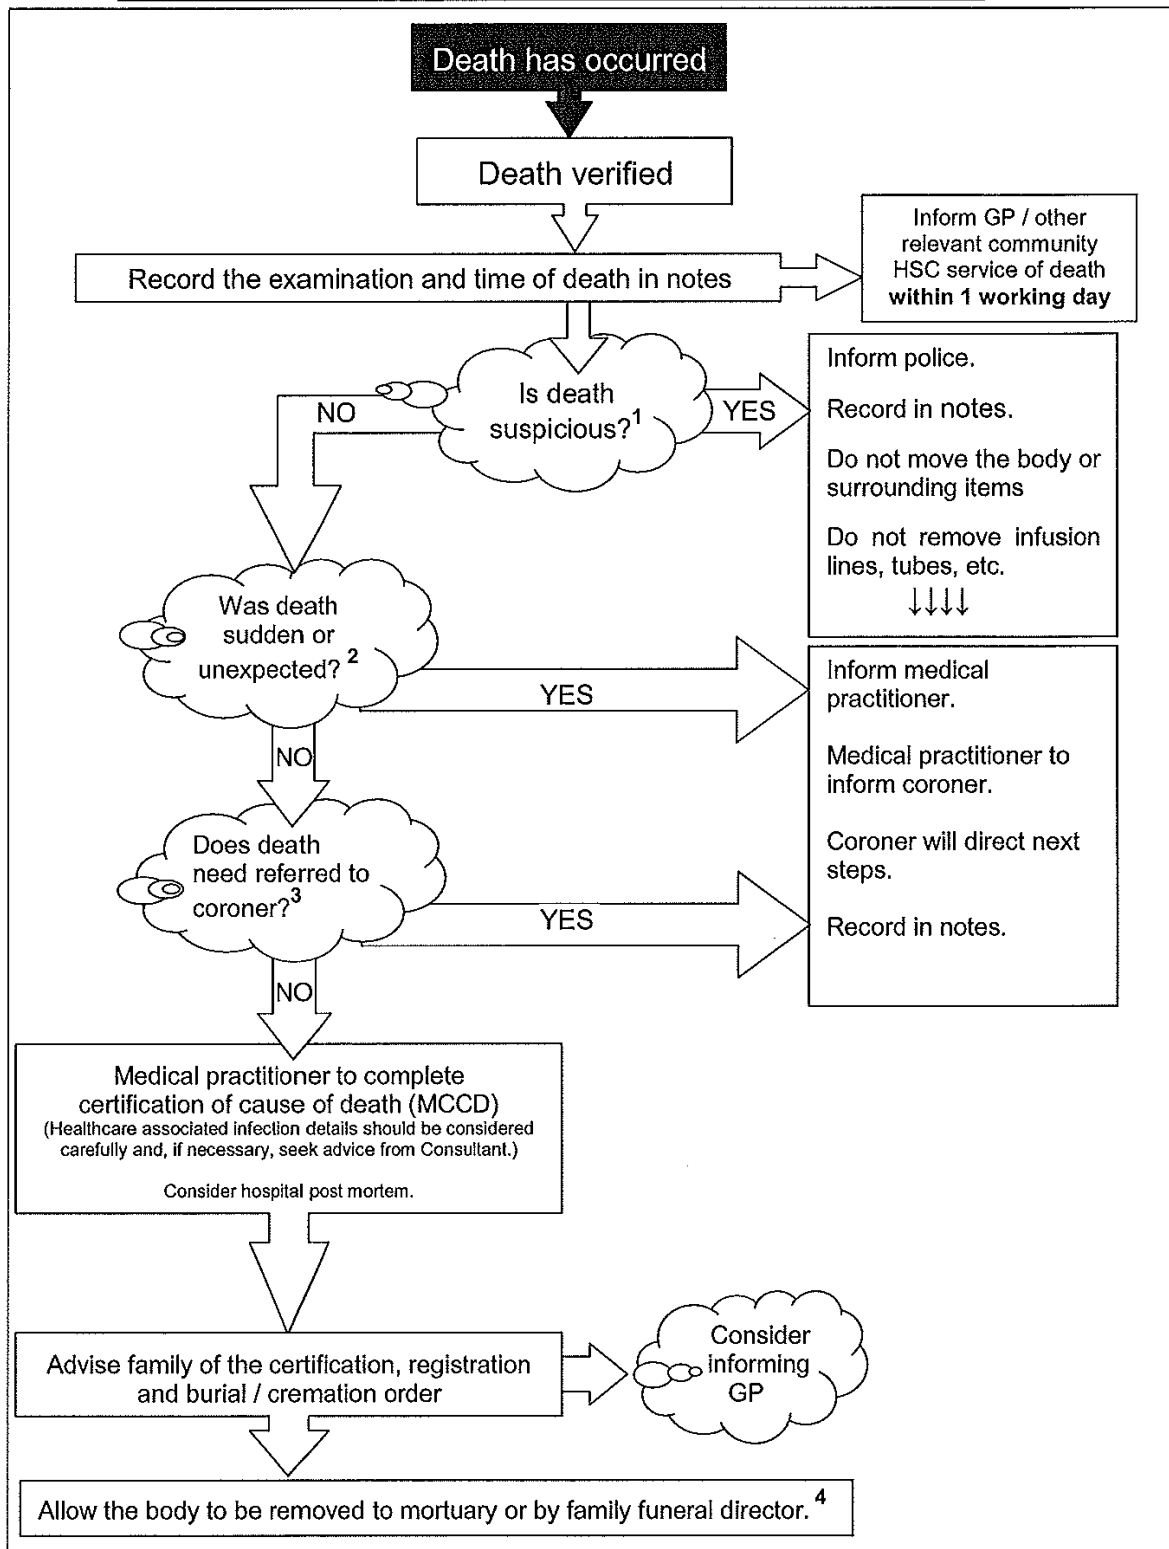 Death has occurred
Death verified
Record the examination and time of death in notes
Inform GP / other
relevant community
HSC service of death
within 1 working day
Is death
suspicious?1
NO
YES
Inform police.
Record in notes.
Do not move the body or
surrounding items
Do not remove infusion
lines, tubes, etc.
↓↓↓↓
Was death
sudden or
unexpected? 2
YES
NO
Inform medical
practitioner.
Medical practitioner to
inform coroner.
Coroner will direct next
steps.
Record in notes.
Does death
need referred to
coroner?3
YES
NO
Medical practitioner to complete
certification of cause of death (MCCD)
(Healthcare associated infection details should be considered
carefully and, if necessary, seek advice from Consultant.)
Consider hospital post mortem.
Advise family of the certification, registration
and burial / cremation order
Consider
informing
GP
Allow the body to be removed to mortuary or by family funeral director. 4